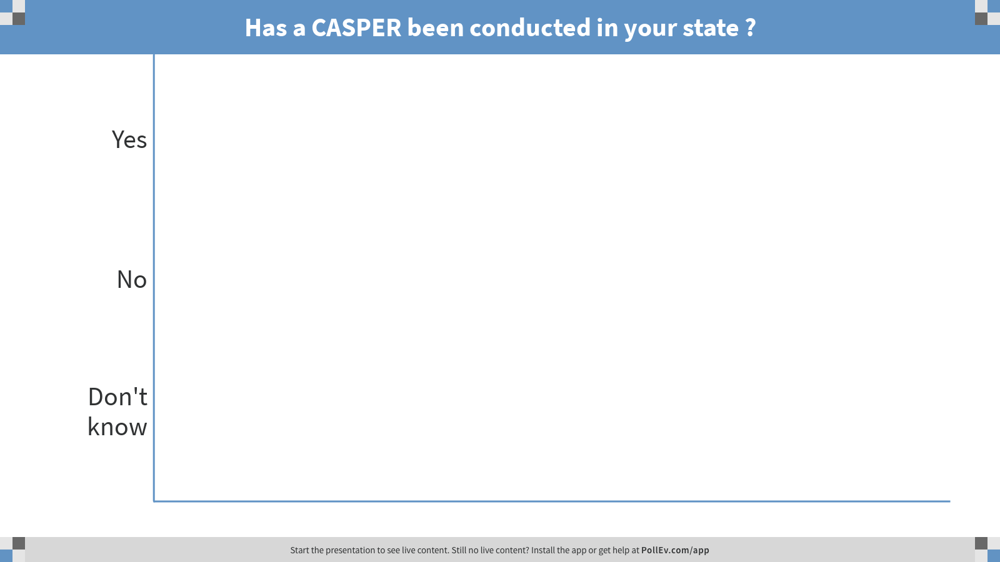 Has a CASPER been conducted in your state ?
Yes
No
Don't
know
Start the presentation to see live content. Still no live content? Install the app or get help at PollEv.com/app